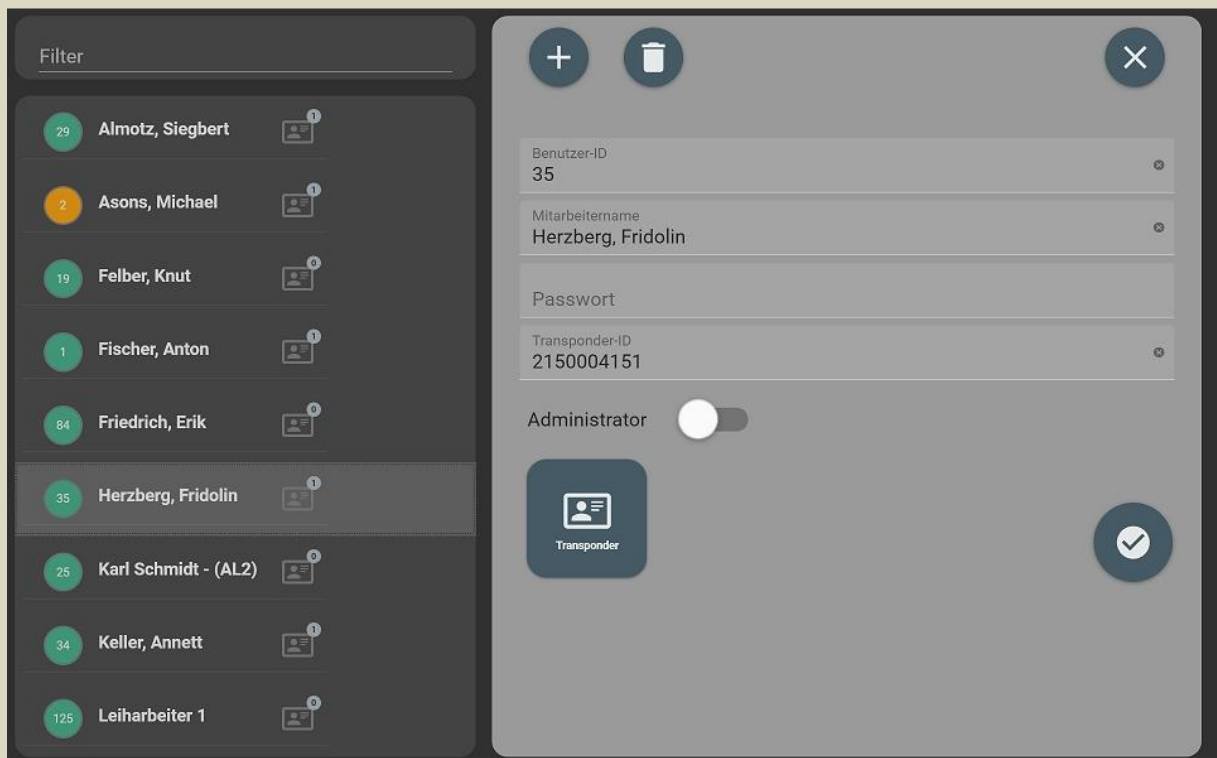 Filter
29 Almotz, Siegbert 1
2 Asons, Michael 1
19 Felber, Knut 0
1 Fischer, Anton 1
84 Friedrich, Erik 0
35 Herzberg, Fridolin 1
25 Karl Schmidt - (AL2) 0
34 Keller, Annett 1
125 Leiharbeiter 1 0
Benutzer-ID
35
Mitarbeitername
Herzberg, Fridolin
Passwort
Transponder-ID
2150004151
Administrator
Transponder